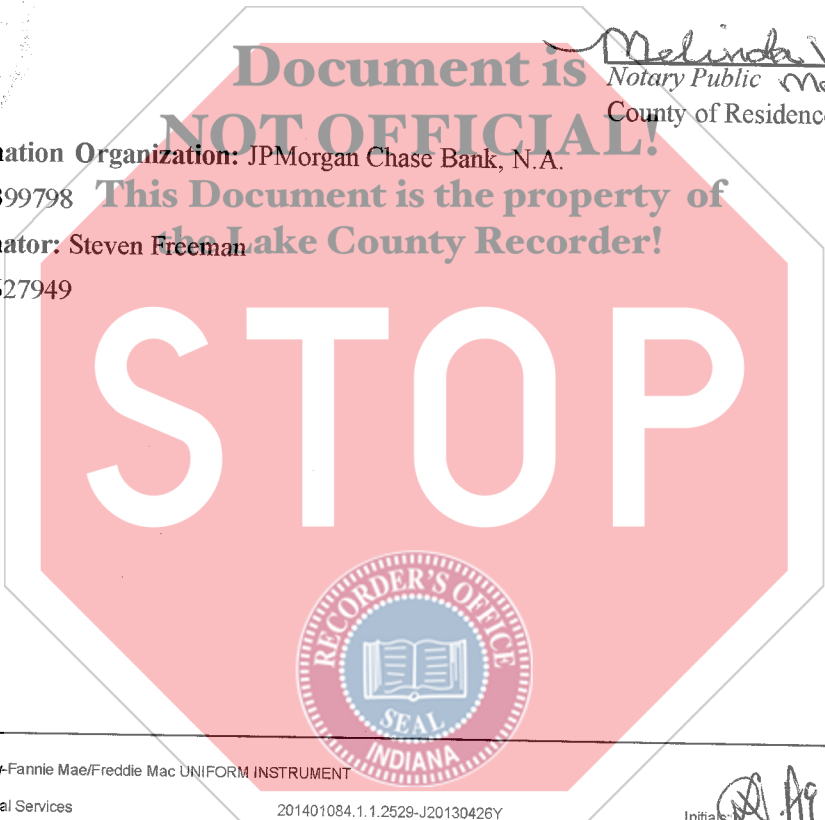 Document is
Melinda
Notary Public
County of Residence
NOT OFFICIAL!
ation Organization: JPMorgan Chase Bank, N.A.
399798 This Document is the property of
ator: Steven Freeman
the Lake County Recorder!
27949
STOP
RECORDER'S OFFICE
SEAL
INDIANA
-Fannie Mae/Freddie Mac UNIFORM INSTRUMENT
al Services
201401084.1.1.2529-J20130426Y
Initials: